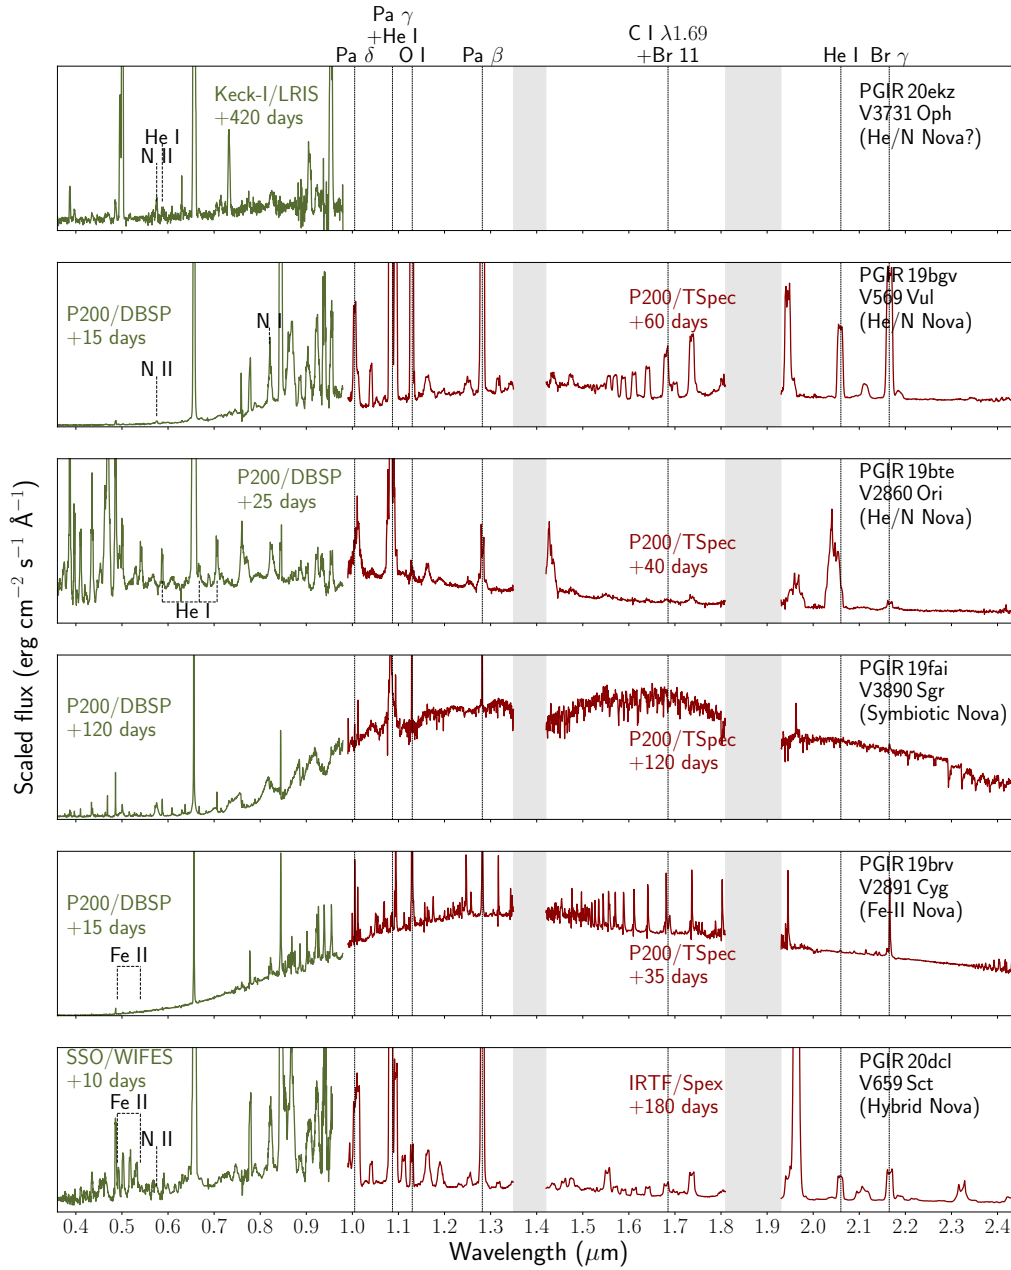 Pa γ
+He I
Pa δ
O I
Pa β
C I λ1.69
+Br 11
He I
Br γ
Keck-I/LRIS
+420 days
He I
N II
PGIR 20ekz
V3731 Oph
(He/N Nova?)
P200/DBSP
+15 days
N I
N II
P200/TSpec
+60 days
PGIR 19bgv
V569 Vul
(He/N Nova)
P200/DBSP
+25 days
He I
P200/TSpec
+40 days
PGIR 19bte
V2860 Ori
(He/N Nova)
P200/DBSP
+120 days
P200/TSpec
+120 days
PGIR 19fai
V3890 Sgr
(Symbiotic Nova)
P200/DBSP
+15 days
Fe II
P200/TSpec
+35 days
PGIR 19brv
V2891 Cyg
(Fe-II Nova)
SSO/WIFES
+10 days
Fe II
N II
IRTF/Spex
+180 days
PGIR 20dcl
V659 Sct
(Hybrid Nova)
0.4 0.5 0.6 0.7 0.8 0.9 1.0 1.1 1.2 1.3 1.4 1.5 1.6 1.7 1.8 1.9 2.0 2.1 2.2 2.3 2.4
Wavelength (μm)
Scaled flux (erg cm⁻² s⁻¹ Å⁻¹)